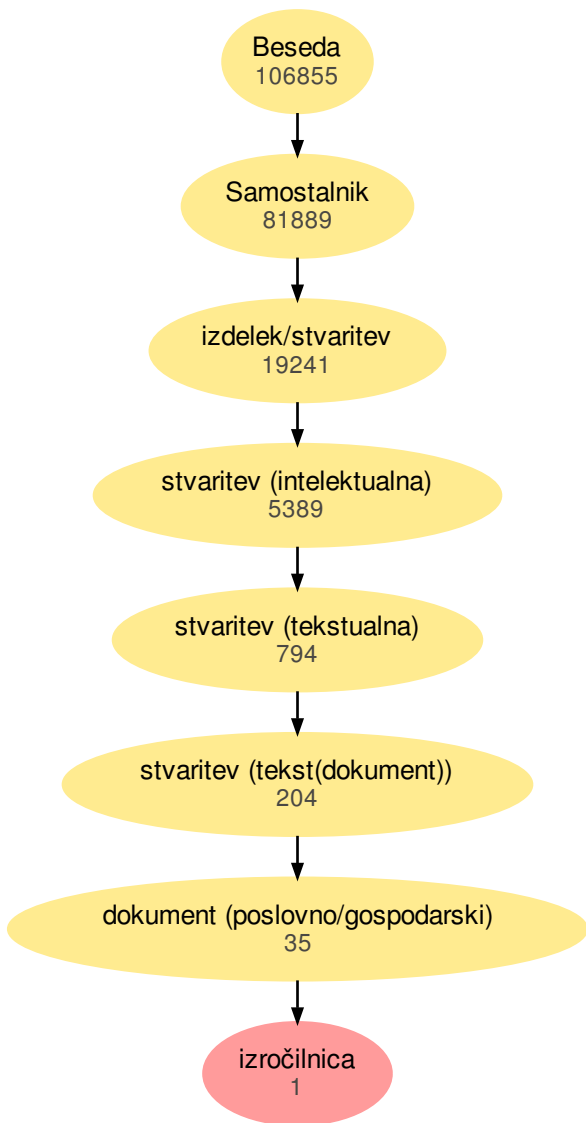 Beseda
106855
Samostalnik
81889
izdelek/stvaritev
19241
stvaritev (intelektualna)
5389
stvaritev (tekstualna)
794
stvaritev (tekst(dokument))
204
dokument (poslovno/gospodarski)
35
izročilnica
1